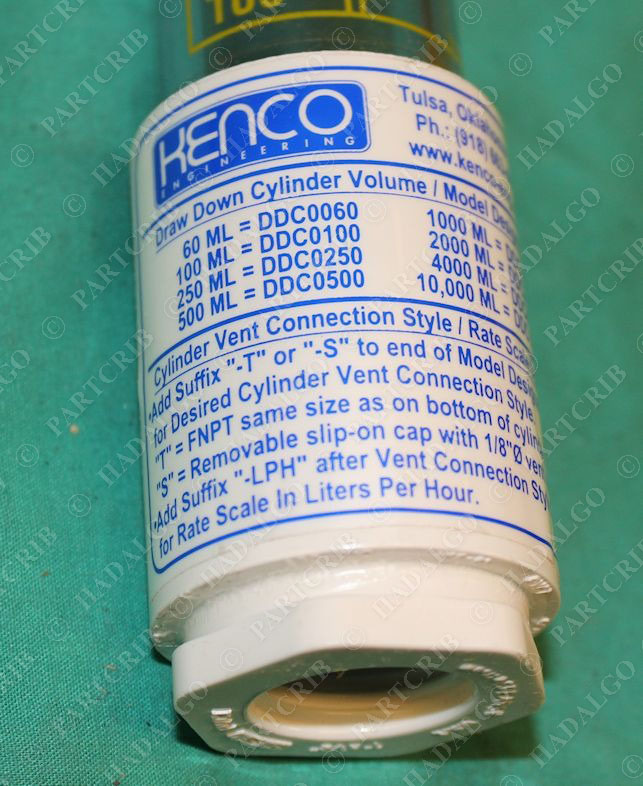 KENCO
ENGINEERING
Tulsa,
Ph.: (918)
Draw Down Cylinder Volume / Model
60 ML = DDC0060
100 ML = DDC0100
250 ML = DDC0250
500 ML = DDC0500
1000 ML =
2000 ML =
4000 ML =
10,000 ML =
Cylinder Vent Connection Style / Rate Scale
*Add Suffix "-T" or "-S" to end of Model
for Desired Cylinder Vent Connection Style
"T" = FNPT same size as on bottom of
"S" = Removable slip-on cap with 1/8"Ø
*Add Suffix "-LPH" after Vent Connection
for Rate Scale In Liters Per Hour.
© PARTCRIB
© HADALGO